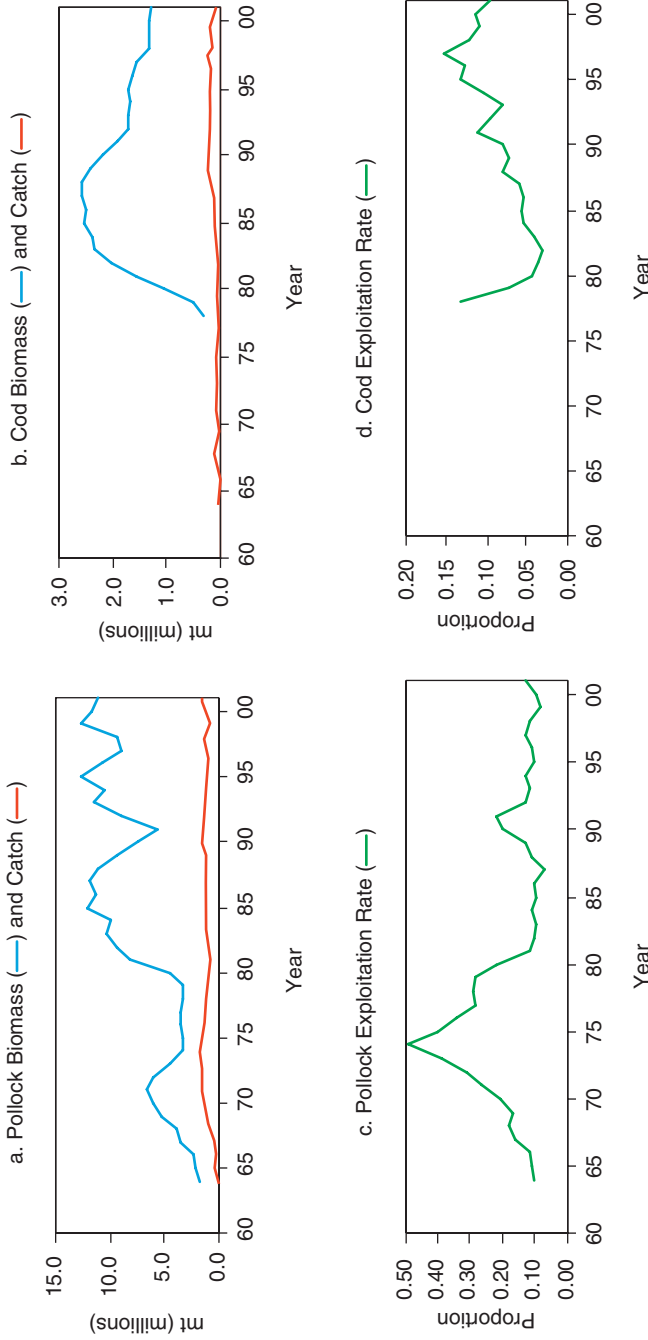 a. Pollock Biomass (—) and Catch (—)
15.0
10.0
5.0
0.0
mt (millions)
60 65 70 75 80 85 90 95 00
Year
b. Cod Biomass (—) and Catch (—)
3.0
2.0
1.0
0.0
mt (millions)
60 65 70 75 80 85 90 95 00
Year
c. Pollock Exploitation Rate (—)
0.50
0.40
0.30
0.20
0.10
0.00
Proportion
60 65 70 75 80 85 90 95 00
Year
d. Cod Exploitation Rate (—)
0.20
0.15
0.10
0.05
0.00
Proportion
60 65 70 75 80 85 90 95 00
Year